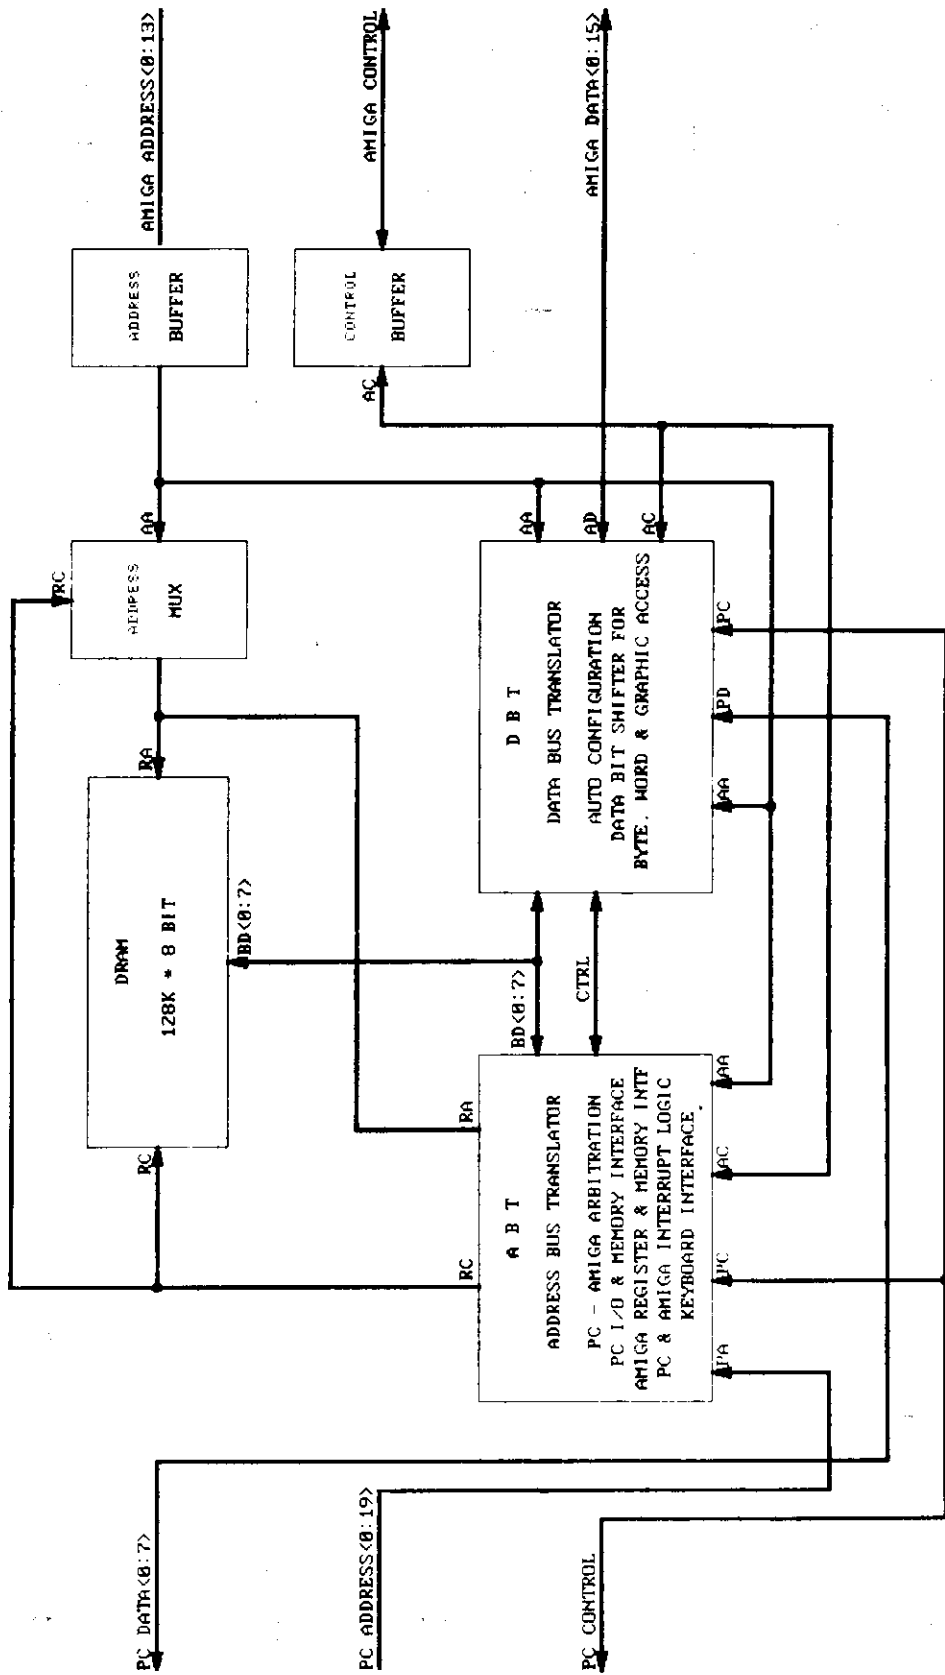 PC DATA<0:7>
PC ADDRESS<0:19>
PC CONTROL
RC
RC
RA
A B T
ADDRESS BUS TRANSLATOR
PC - AMIGA ARBITRATION
PC I/O & MEMORY INTERFACE
AMIGA REGISTER & MEMORY INTF
PC & AMIGA INTERRUPT LOGIC
KEYBOARD INTERFACE.
PA
PC
AC
AA
DRAM
128K * 8 BIT
BD<0:7>
RA
BD<0:7>
CTRL
D B T
DATA BUS TRANSLATOR
AUTO CONFIGURATION
DATA BIT SHIFTER FOR
BYTE, WORD & GRAPHIC ACCESS
AA
PD
PC
AA
AD
AC
RC
ADDRESS
MUX
AA
ADDRESS
BUFFER
CONTROL
BUFFER
AC
AMIGA ADDRESS<0:13>
AMIGA CONTROL
AMIGA DATA<0:15>